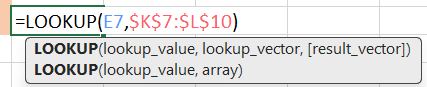 =LOOKUP(E7,$K$7:$L$10)
LOOKUP(lookup_value, lookup_vector, [result_vector])
LOOKUP(lookup_value, array)